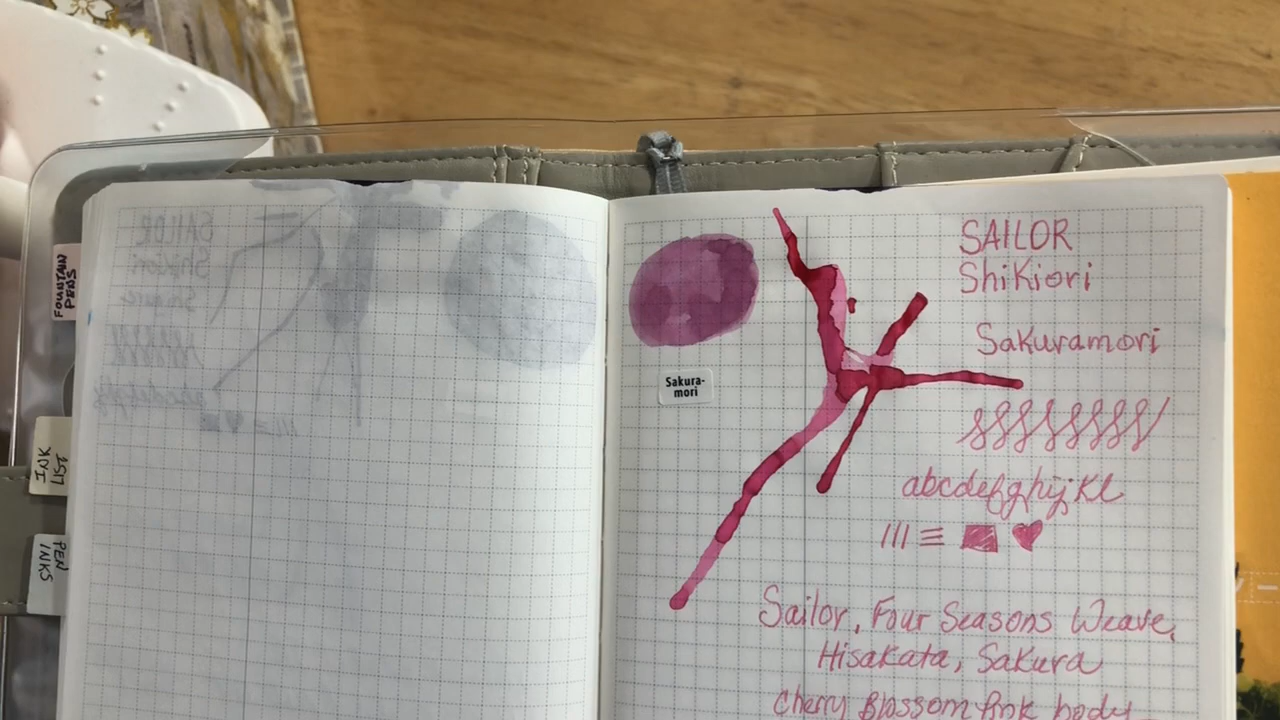 FOUNTAIN
PENS
INK
LIST
PEN
INKS
SAILOR
Shikiori
Sakuramori
Sakura-
mori
abcdefghijkl
Sailor, Four Seasons Weave,
Hisakata, Sakura
Cherry Blossom Pink body